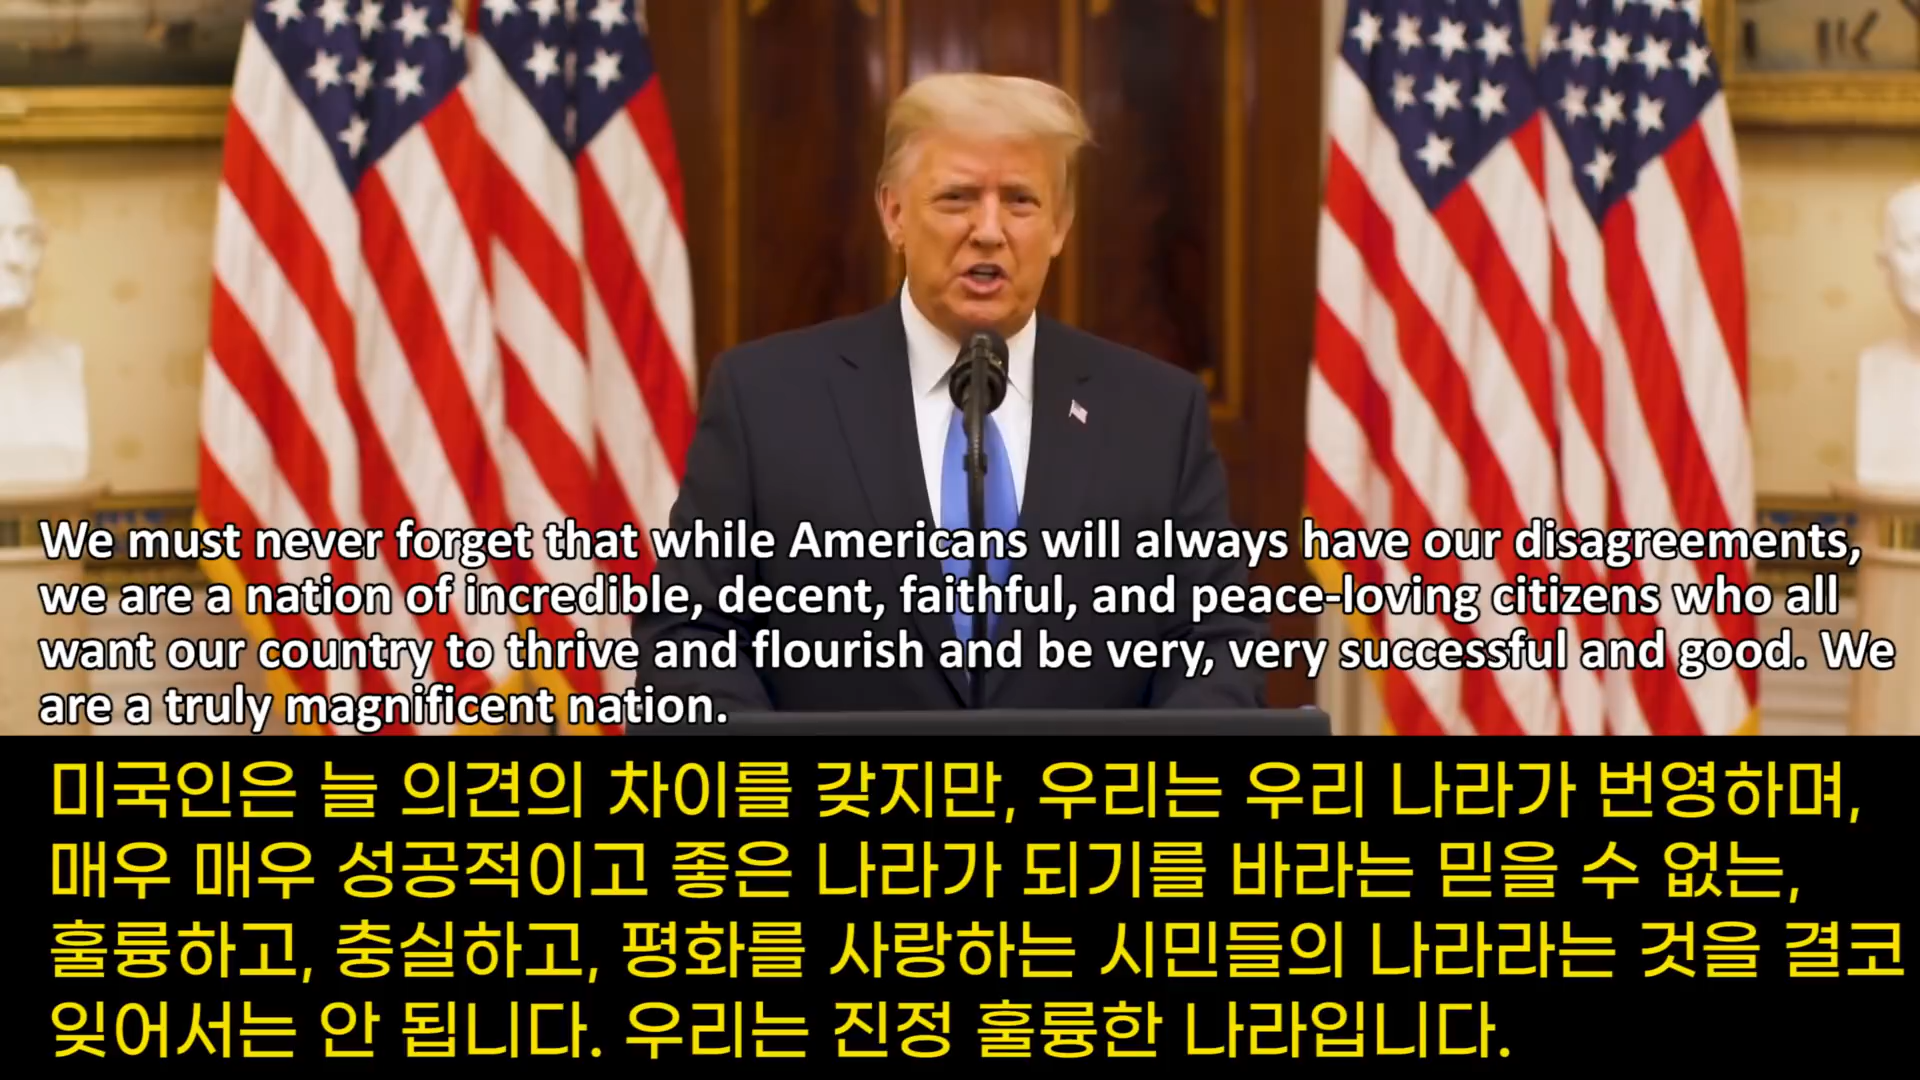 We must never forget that while Americans will always have our disagreements,
we are a nation of incredible, decent, faithful, and peace-loving citizens who all
want our country to thrive and flourish and be very, very successful and good. We
are a truly magnificent nation.
미국인은 늘 의견의 차이를 갖지만, 우리는 우리 나라가 번영하며,
매우 매우 성공적이고 좋은 나라가 되기를 바라는 믿을 수 없는,
훌륭하고, 충실하고, 평화를 사랑하는 시민들의 나라라는 것을 결코
잊어서는 안 됩니다. 우리는 진정 훌륭한 나라입니다.